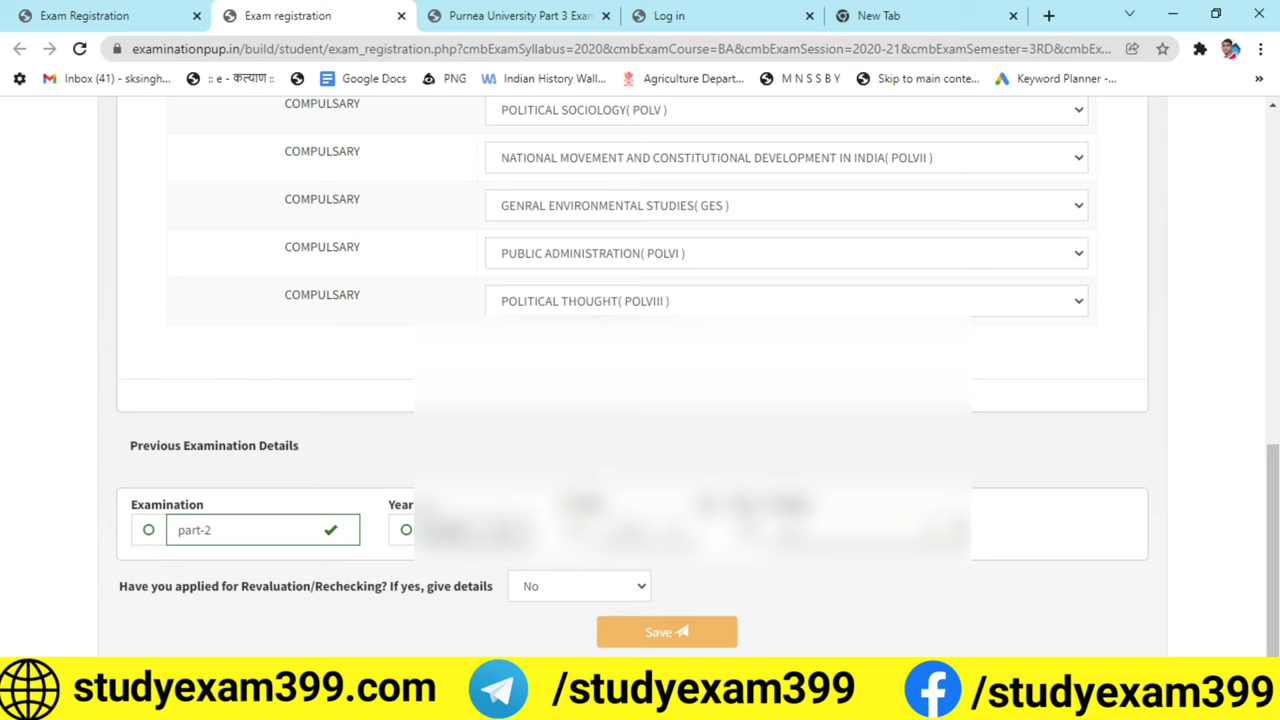 Exam Registration
Exam registration
Purnea University Part 3 Exam
Log in
New Tab
examinationpup.in/build/student/exam_registration.php?cmbExamSyllabus=2020&cmbExamCourse=BA&cmbExamSession=2020-21&cmbExamSemester=3RD&cmbEx...
Inbox (41) - sksingh...
:: e - कल्याण ::
Google Docs
PNG
Indian History Wall...
Agriculture Depart...
M N S S B Y
Skip to main conte...
Keyword Planner -...
»
COMPULSARY POLITICAL SOCIOLOGY( POLV )
COMPULSARY NATIONAL MOVEMENT AND CONSTITUTIONAL DEVELOPMENT IN INDIA( POLVII )
COMPULSARY GENRAL ENVIRONMENTAL STUDIES( GES )
COMPULSARY PUBLIC ADMINISTRATION( POLVI )
COMPULSARY POLITICAL THOUGHT( POLVIII )
Previous Examination Details
Examination Year
part-2
Have you applied for Revaluation/Rechecking? If yes, give details No
Save
studyexam399.com /studyexam399 /studyexam399